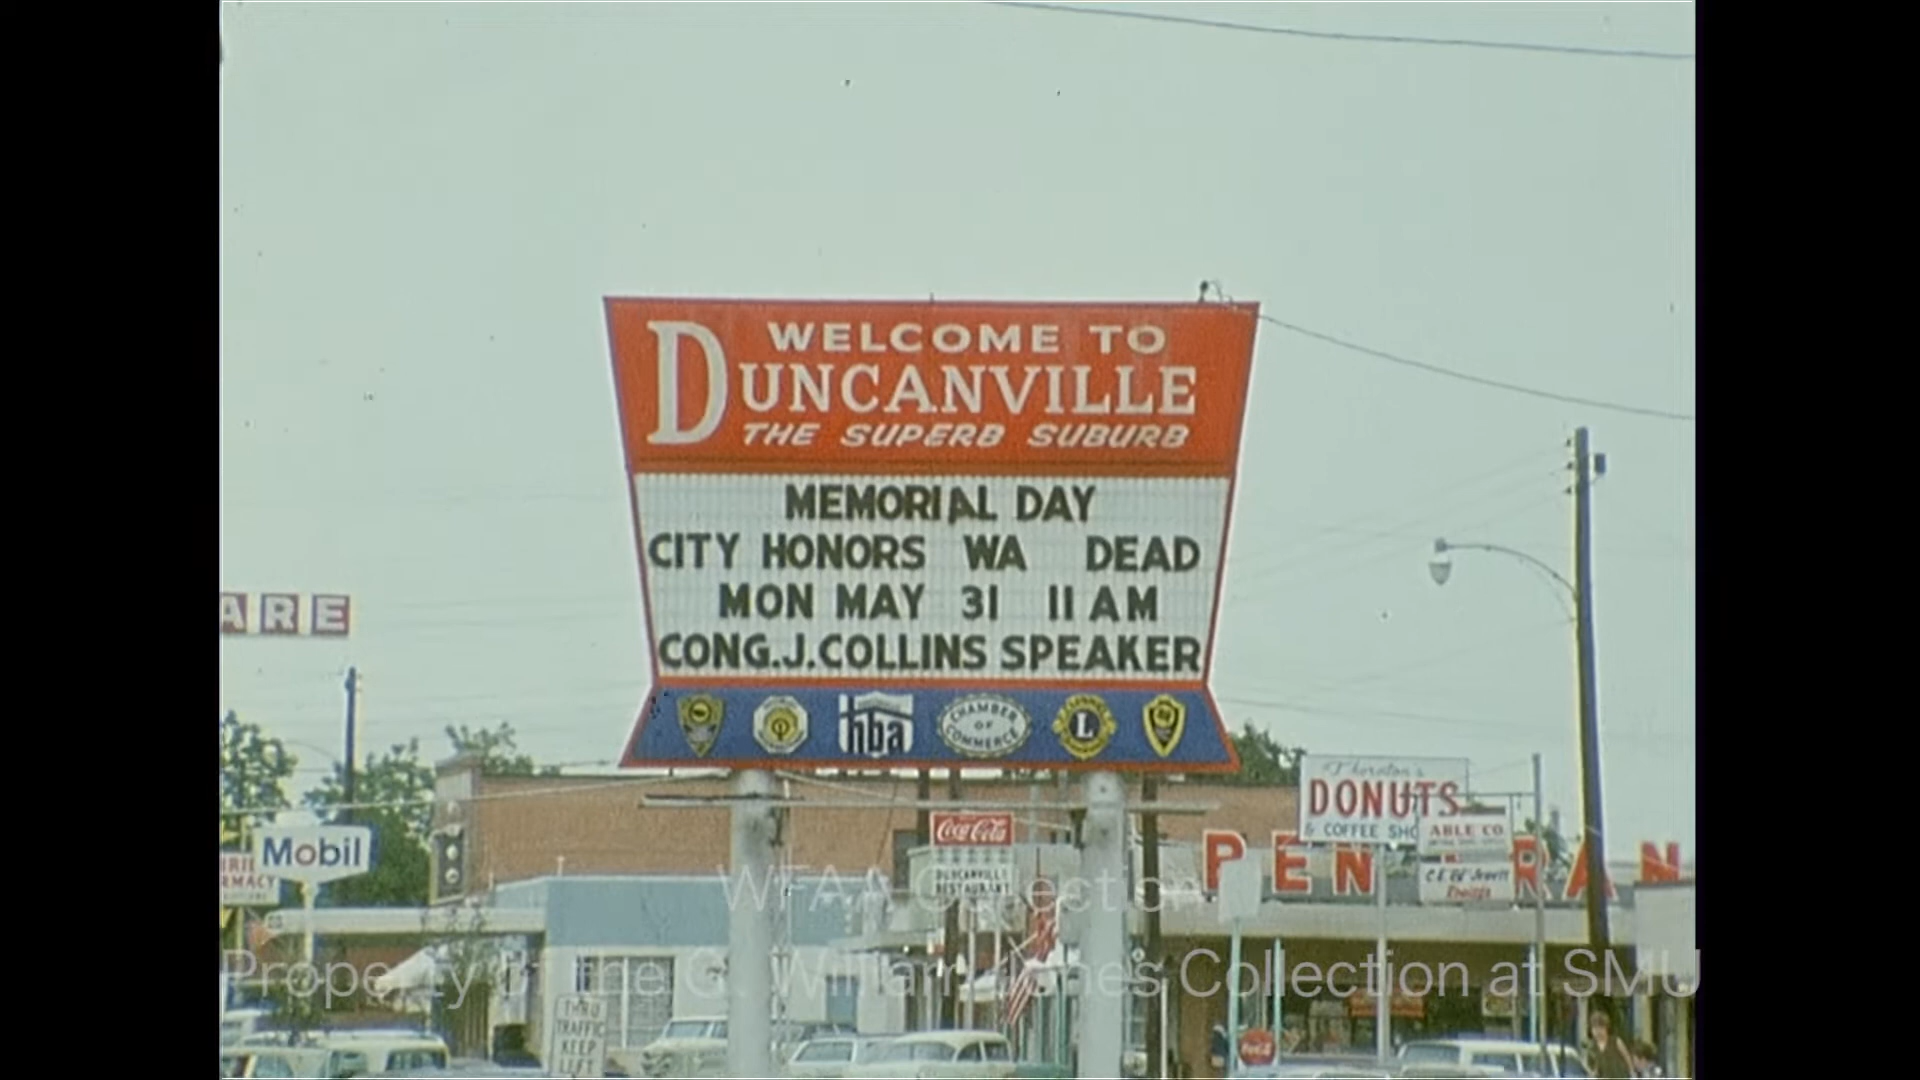 WELCOME TO
DUNCANVILLE
THE SUPERB SUBURB
MEMORIAL DAY
CITY HONORS WA DEAD
MON MAY 31 11 AM
CONG.J.COLLINS SPEAKER
hba
CHAMBER OF COMMERCE
L
ARE
Mobil
RMACY
Coca-Cola
DUNCANVILLE
RESTAURANT
Thornton's
DONUTS
& COFFEE SHO
ABLE CO.
PEN RAN
WFAA Collection
Property of the G. William Jones Collection at SMU
THRU
TRAFFIC
KEEP
LEFT